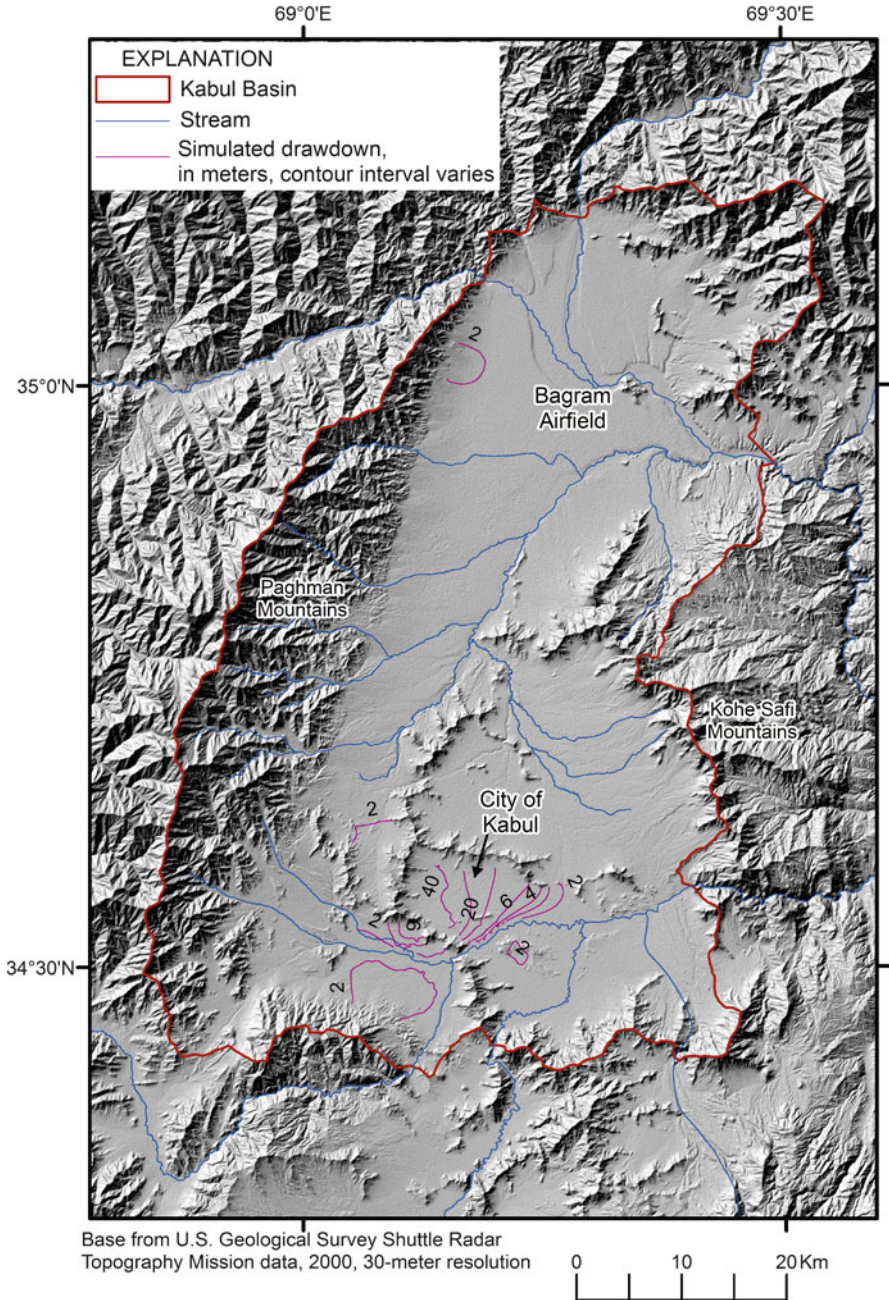 69°0'E
69°30'E
EXPLANATION
Kabul Basin
Stream
Simulated drawdown,
in meters, contour interval varies
2
35°0'N
Bagram
Airfield
Paghman
Mountains
Kohe Safi
Mountains
City of
Kabul
2
40
20
6
4
2
2
6
2
34°30'N
2
Base from U.S. Geological Survey Shuttle Radar
Topography Mission data, 2000, 30-meter resolution
0 10 20 Km